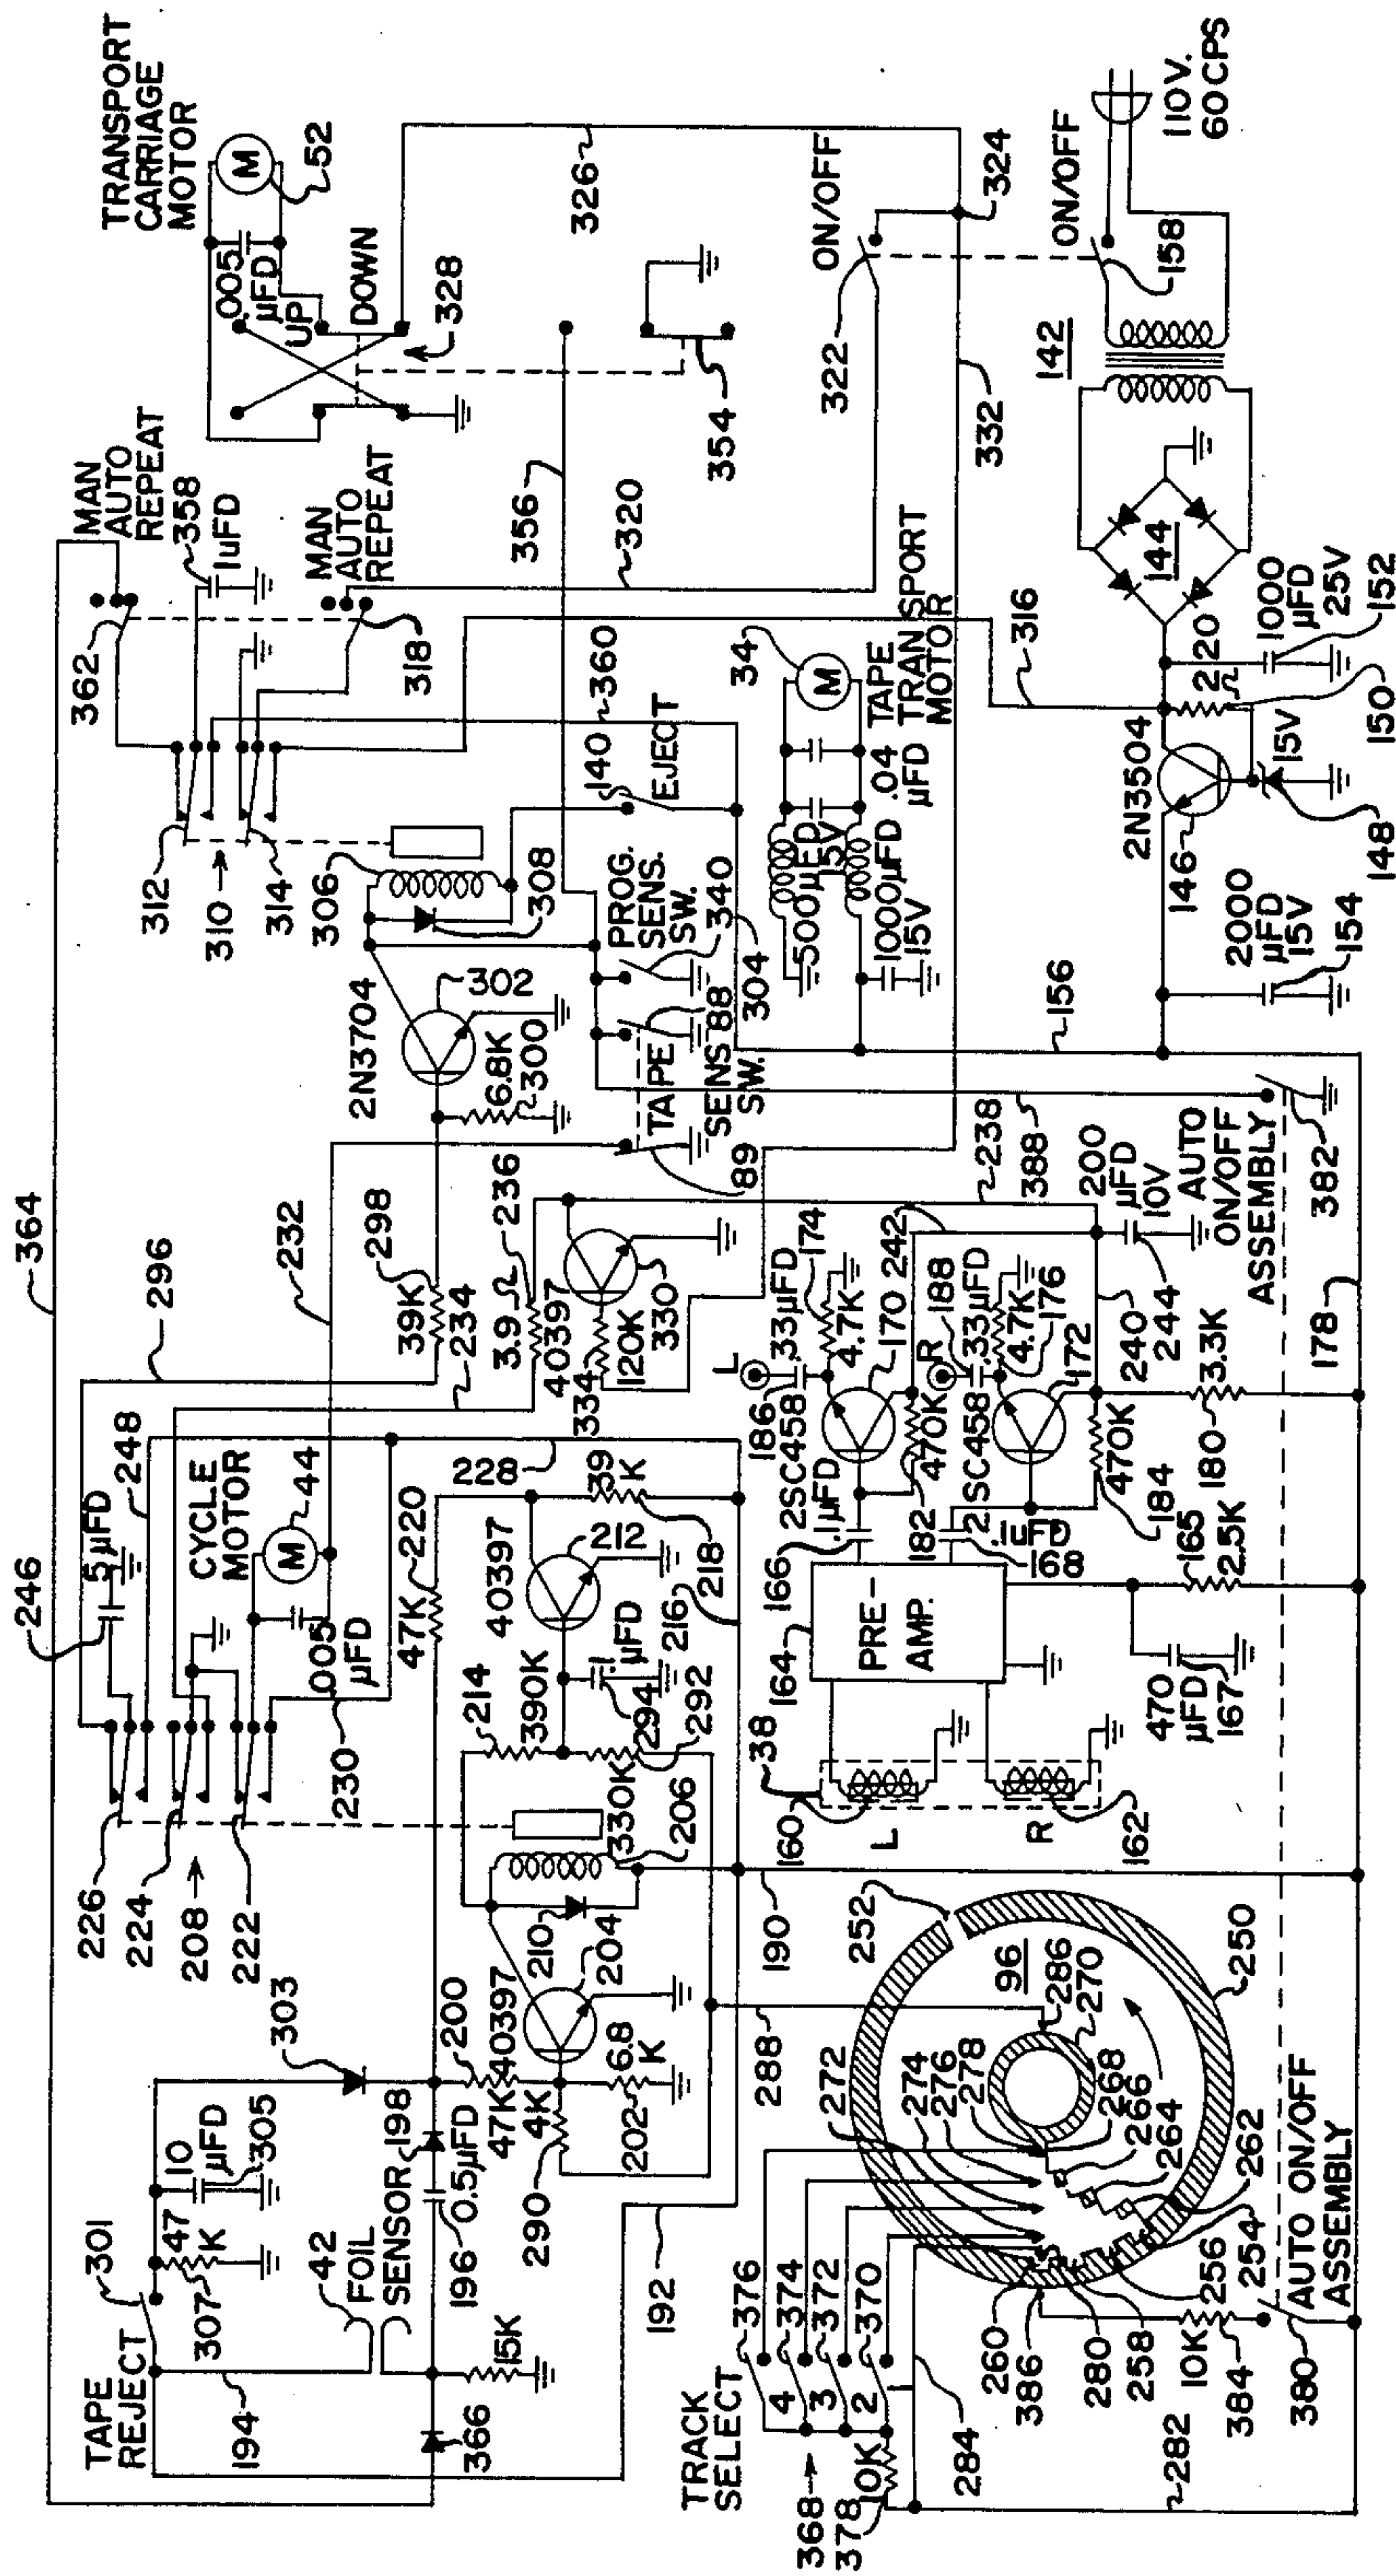 TAPE
REJECT
301
47
K
307
10
µFD
305
303
42
FOIL
SENSOR
198
194
366
15K
196
0.5µFD
200
47K
4K
290
202
6.8
K
40397
204
192
210
206
226
224
208
222
230
246
5µFD
248
CYCLE
MOTOR
M
44
.005
µFD
47K
220
228
214
390K
330K
292
294
.1
µFD
216
40397
212
39
K
218
364
296
232
298
39K
234
236
3.9 Ω
40397
334
120K
330
2N3704
302
6.8K
300
TAPE
SENS
SW.
88
89
PROG.
SENS.
SW.
340
304
308
306
312
310
314
140
EJECT
360
362
MAN
AUTO
REPEAT
358
1uFD
MAN
AUTO
REPEAT
318
356
320
TRANSPORT
CARRIAGE
MOTOR
M
52
.005
µFD
UP
DOWN
328
326
354
322
ON/OFF
324
332
34
M
TAPE
TRANSPORT
MOTOR
500µFD
15V
.04
µFD
1000µFD
15V
316
ON/OFF
158
110V.
60CPS
142
144
1000
µFD
25V
152
220
Ω
150
2N3504
146
15V
148
2000
µFD
15V
154
156
TRACK
SELECT
376
374
372
370
4
3
2
368
378
10K
284
282
260
386
280
258
256
254
262
264
266
268
270
286
96
272
274
276
278
288
190
252
250
10K
384
380
AUTO ON/OFF
ASSEMBLY
38
160
L
R
162
164
PRE-
AMP.
470
µFD
167
165
2.5K
166
.1µFD
168
.1µFD
2SC458
186
.33µFD
L
174
4.7K
170
182
470K
2SC458
188
.33µFD
R
4.7K
176
172
184
470K
180
3.3K
178
240
242
244
200
µFD
10V
238
388
AUTO
ON/OFF
ASSEMBLY
382